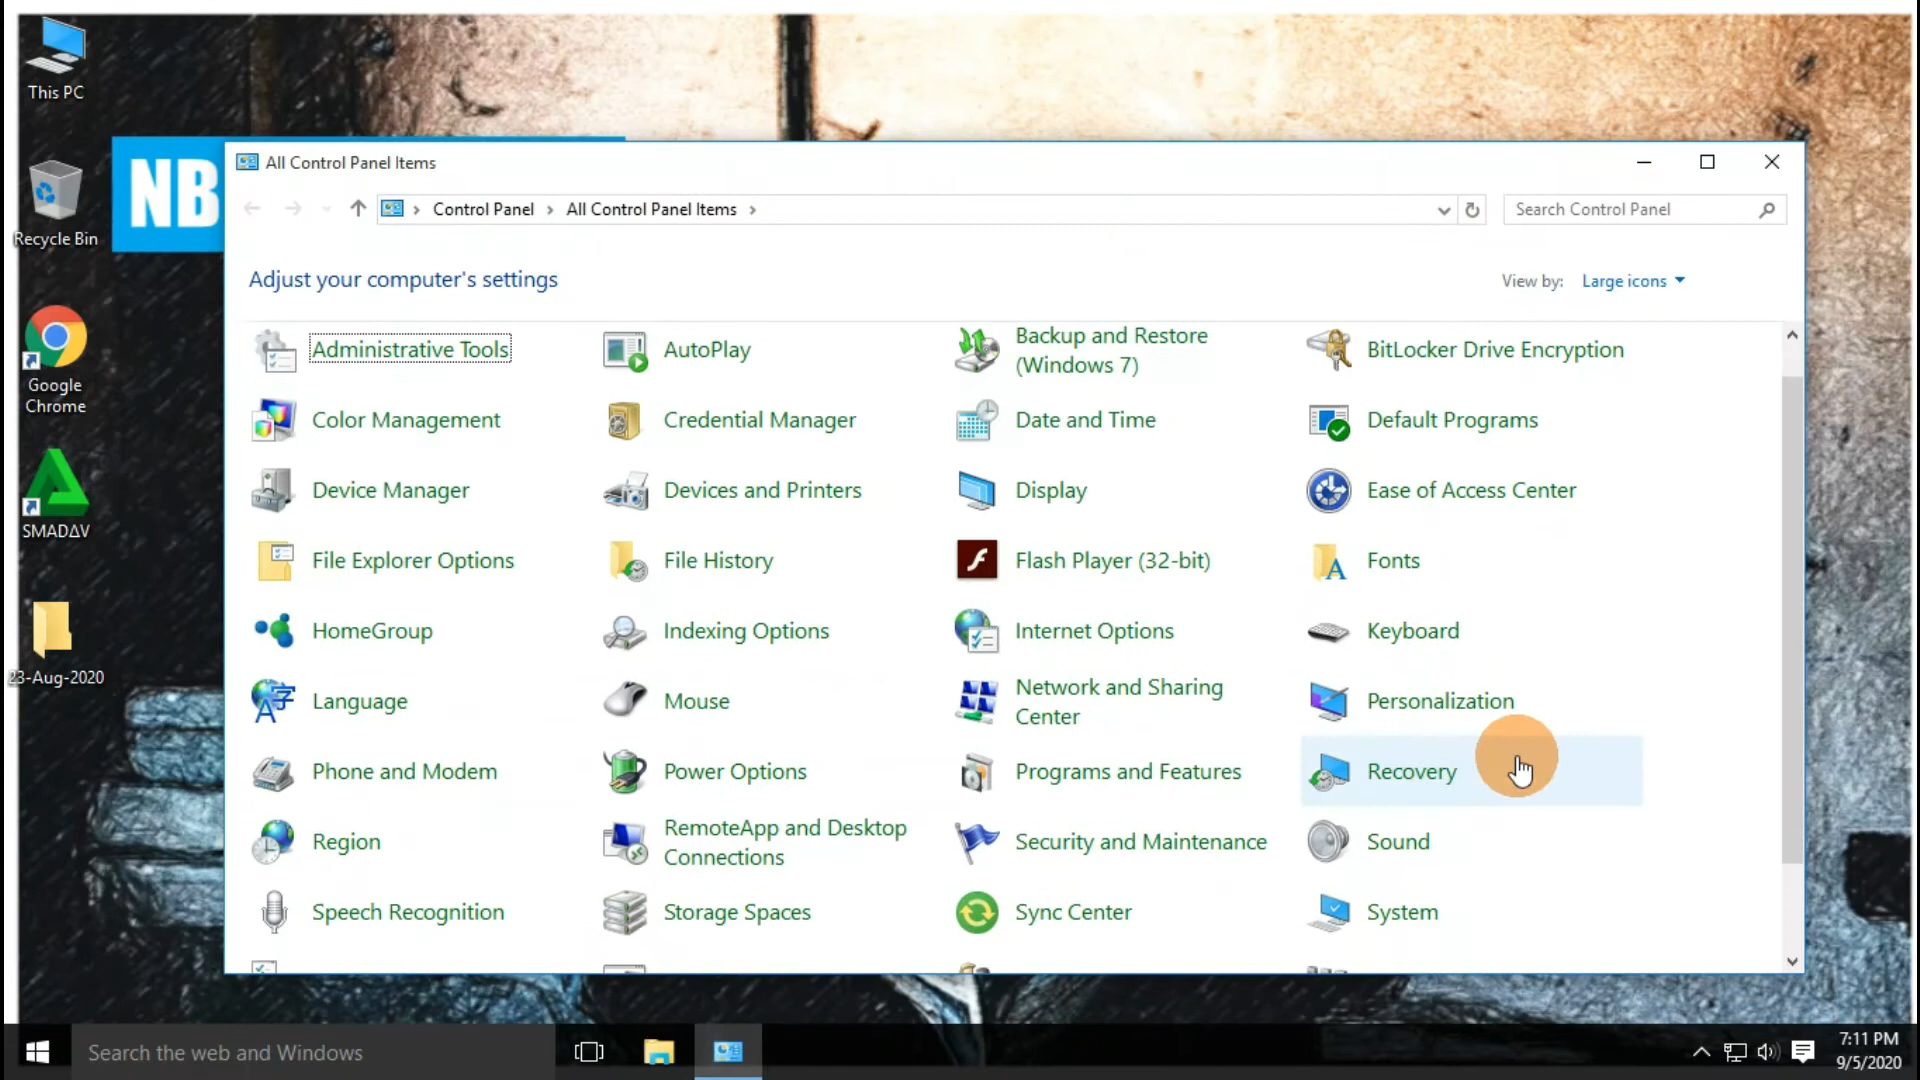 This PC
NB
Recycle Bin
Google
Chrome
SMADΔV
23-Aug-2020
All Control Panel Items
Control Panel
All Control Panel Items
Search Control Panel
Adjust your computer's settings
View by: Large icons
Administrative Tools
AutoPlay
Backup and Restore
(Windows 7)
BitLocker Drive Encryption
Color Management
Credential Manager
Date and Time
Default Programs
Device Manager
Devices and Printers
Display
Ease of Access Center
File Explorer Options
File History
Flash Player (32-bit)
Fonts
HomeGroup
Indexing Options
Internet Options
Keyboard
Language
Mouse
Network and Sharing
Center
Personalization
Phone and Modem
Power Options
Programs and Features
Recovery
Region
RemoteApp and Desktop
Connections
Security and Maintenance
Sound
Speech Recognition
Storage Spaces
Sync Center
System
Search the web and Windows
7:11 PM
9/5/2020